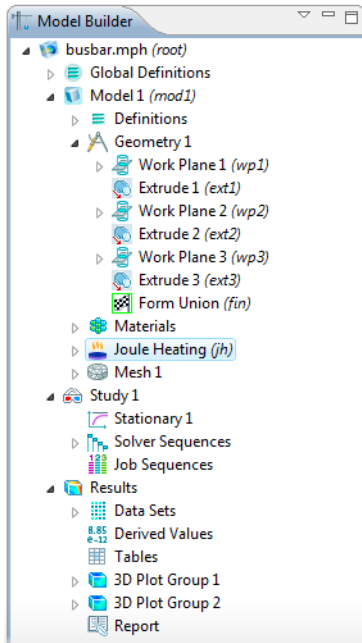 Model Builder
busbar.mph (root)
Global Definitions
Model 1 (mod1)
Definitions
Geometry 1
Work Plane 1 (wp1)
Extrude 1 (ext1)
Work Plane 2 (wp2)
Extrude 2 (ext2)
Work Plane 3 (wp3)
Extrude 3 (ext3)
Form Union (fin)
Materials
Joule Heating (jh)
Mesh 1
Study 1
Stationary 1
Solver Sequences
123 Job Sequences
Results
Data Sets
8.85 e-12 Derived Values
Tables
3D Plot Group 1
3D Plot Group 2
Report